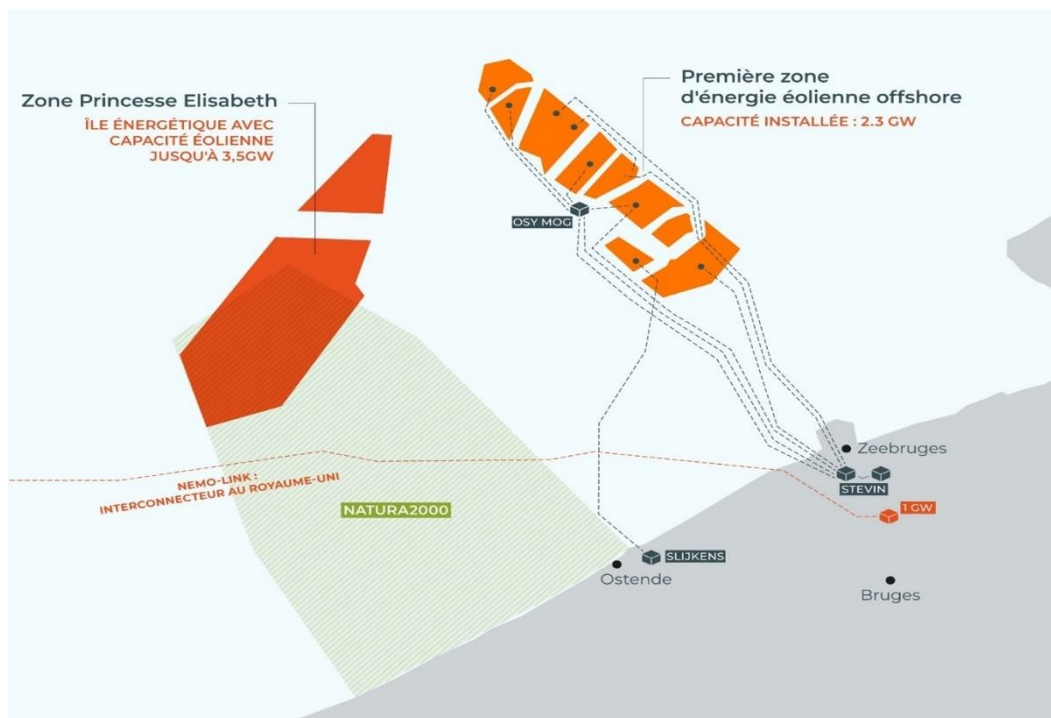 Zone Princesse Elisabeth
ÎLE ÉNERGÉTIQUE AVEC
CAPACITÉ ÉOLIENNE
JUSQU'À 3,5GW
Première zone
d'énergie éolienne offshore
CAPACITÉ INSTALLÉE : 2.3 GW
OSY MOG
Zeebruges
STEVIN
NEMO-LINK :
INTERCONNECTEUR AU ROYAUME-UNI
NATURA2000
1 GW
SLIJKENS
Ostende
Bruges